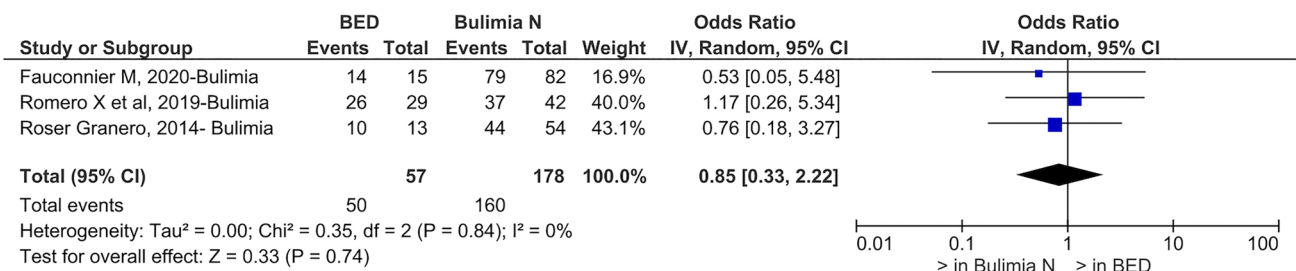 BED Bulimia N Odds Ratio Odds Ratio
Study or Subgroup Events Total Events Total Weight IV, Random, 95% CI IV, Random, 95% CI
Fauconnier M, 2020-Bulimia 14 15 79 82 16.9% 0.53 [0.05, 5.48]
Romero X et al, 2019-Bulimia 26 29 37 42 40.0% 1.17 [0.26, 5.34]
Roser Granero, 2014- Bulimia 10 13 44 54 43.1% 0.76 [0.18, 3.27]
Total (95% CI) 57 178 100.0% 0.85 [0.33, 2.22]
Total events 50 160
Heterogeneity: Tau² = 0.00; Chi² = 0.35, df = 2 (P = 0.84); I² = 0%
Test for overall effect: Z = 0.33 (P = 0.74)
0.01 0.1 1 10 100
> in Bulimia N > in BED